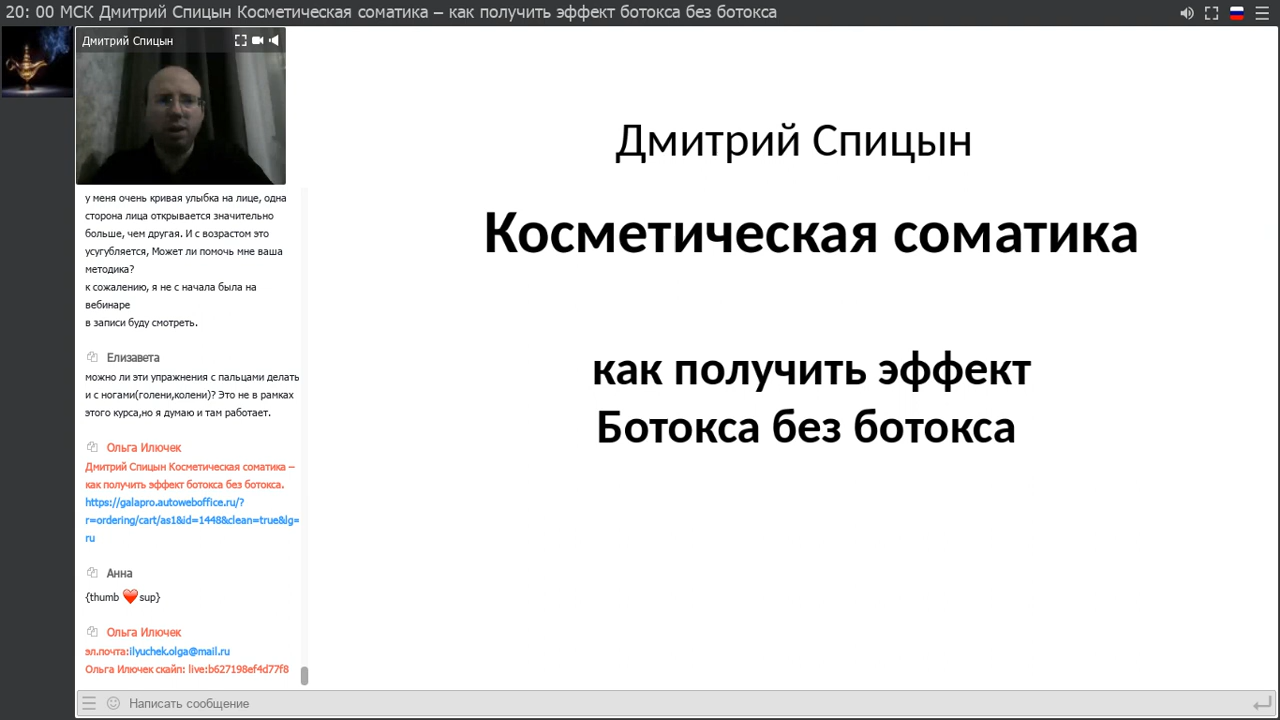 20: 00 МСК Дмитрий Спицын Косметическая соматика – как получить эффект ботокса без ботокса
Дмитрий Спицын
у меня очень кривая улыбка на лице, одна
сторона лица открывается значительно
больше, чем другая. И с возрастом это
усугубляется, Может ли помочь мне ваша
методика?
к сожалению, я не с начала была на
вебинаре
в записи буду смотреть.
Елизавета
можно ли эти упражнения с пальцами делать
и с ногами(голени,колени)? Это не в рамках
этого курса,но я думаю и там работает.
Ольга Илючек
Дмитрий Спицын Косметическая соматика –
как получить эффект ботокса без ботокса.
https://galapro.autoweboffice.ru/?
r=ordering/cart/as1&id=1448&clean=true&lg=
ru
Анна
{thumb ❤️sup}
Ольга Илючек
эл.почта:ilyuchek.olga@mail.ru
Ольга Илючек скайп: live:b627198ef4d77f8
Написать сообщение
Дмитрий Спицын
Косметическая соматика
как получить эффект
Ботокса без ботокса